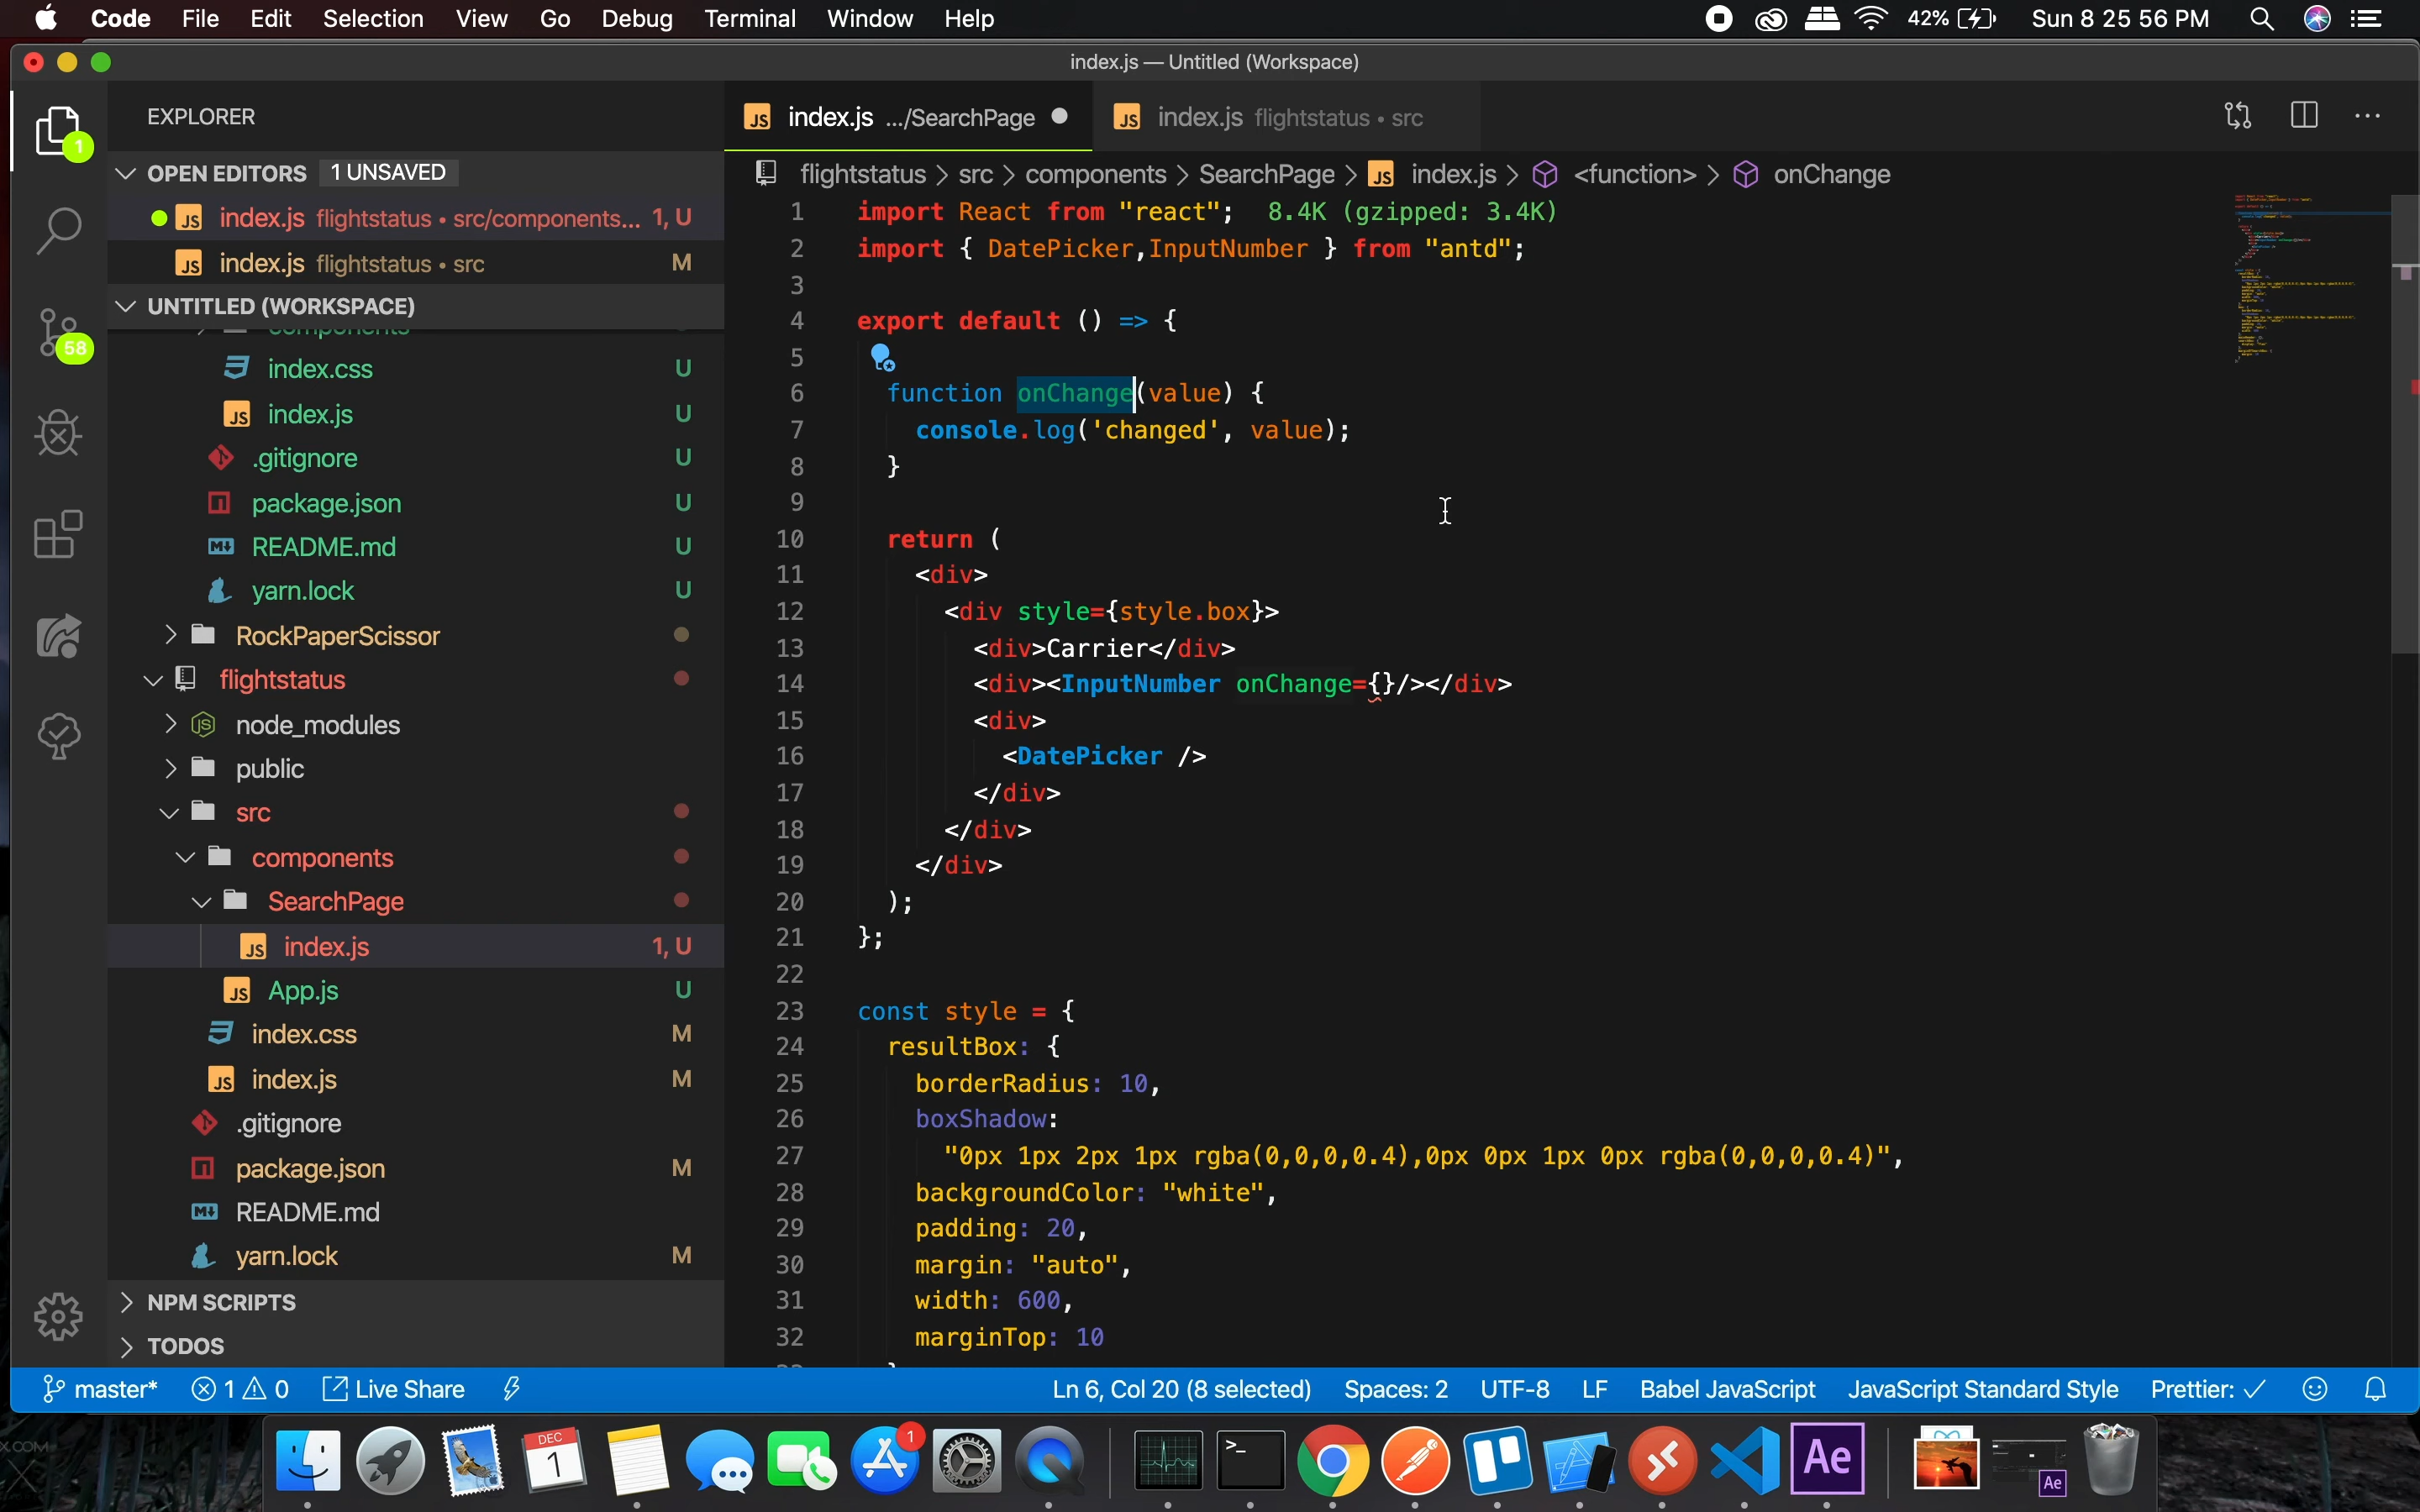 Code File Edit Selection View Go Debug Terminal Window Help 42% Sun 8 25 56 PM
index.js — Untitled (Workspace)
EXPLORER
OPEN EDITORS 1 UNSAVED
index.js flightstatus • src/components... 1, U
index.js flightstatus • src M
UNTITLED (WORKSPACE)
components
index.css U
index.js U
.gitignore U
package.json U
README.md U
yarn.lock U
RockPaperScissor
flightstatus
node_modules
public
src
components
SearchPage
index.js 1, U
App.js U
index.css M
index.js M
.gitignore
package.json M
README.md
yarn.lock M
NPM SCRIPTS
TODOS
1
58
index.js .../SearchPage
index.js flightstatus • src
flightstatus > src > components > SearchPage > index.js > <function> > onChange
1 import React from "react"; 8.4K (gzipped: 3.4K)
2 import { DatePicker,InputNumber } from "antd";
3
4 export default () => {
5
6 function onChange(value) {
7 console.log('changed', value);
8 }
9
10 return (
11 <div>
12 <div style={style.box}>
13 <div>Carrier</div>
14 <div><InputNumber onChange={}/></div>
15 <div>
16 <DatePicker />
17 </div>
18 </div>
19 </div>
20 );
21 };
22
23 const style = {
24 resultBox: {
25 borderRadius: 10,
26 boxShadow:
27 "0px 1px 2px 1px rgba(0,0,0,0.4),0px 0px 1px 0px rgba(0,0,0,0.4)",
28 backgroundColor: "white",
29 padding: 20,
30 margin: "auto",
31 width: 600,
32 marginTop: 10
master* 1 0 Live Share Ln 6, Col 20 (8 selected) Spaces: 2 UTF-8 LF Babel JavaScript JavaScript Standard Style Prettier: ✓
DEC
1
1
Ae
Ae